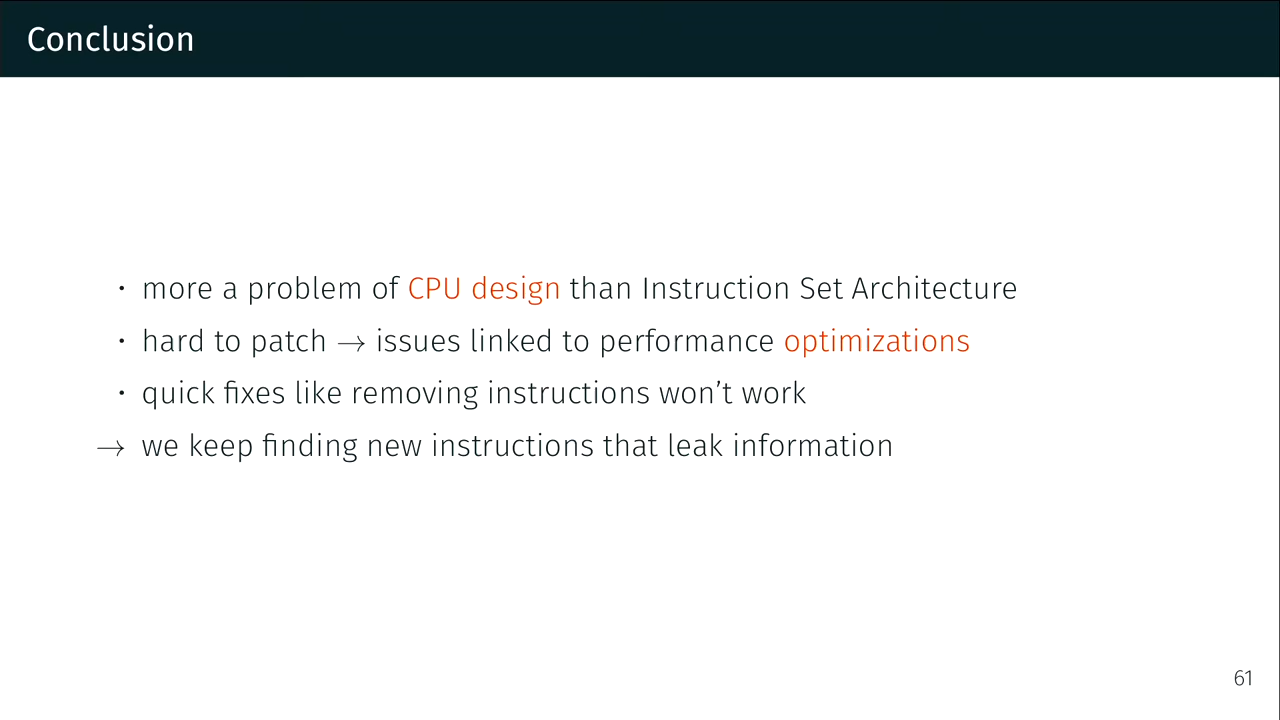 Conclusion
· more a problem of CPU design than Instruction Set Architecture
· hard to patch → issues linked to performance optimizations
· quick fixes like removing instructions won’t work
→ we keep finding new instructions that leak information
61